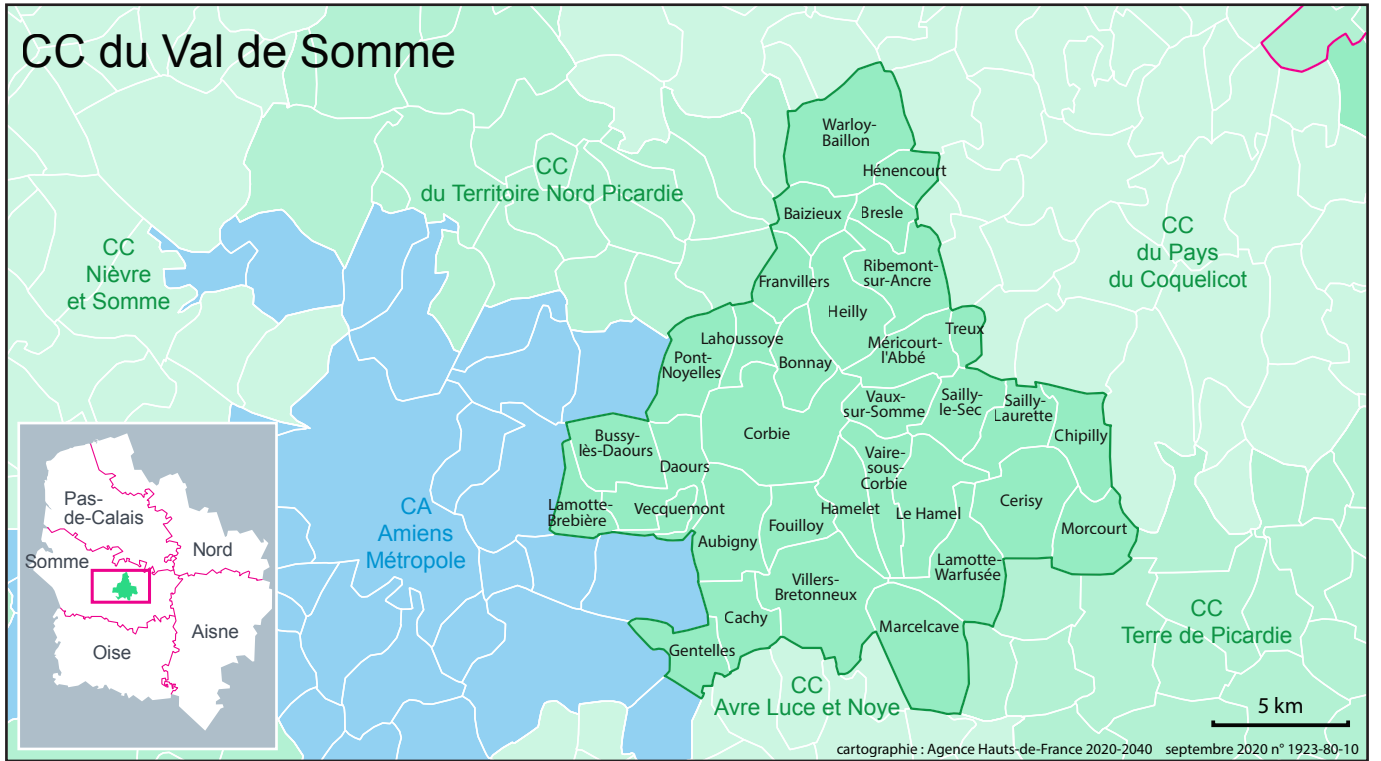 CC du Val de Somme
CC
du Territoire Nord Picardie
CC
Nièvre
et Somme
CC
du Pays
du Coquelicot
CA
Amiens
Métropole
CC
Terre de Picardie
CC
Avre Luce et Noye
Warloy-
Baillon
Hénencourt
Baizieux
Bresle
Franvillers
Ribemont-
sur-Ancre
Heilly
Treux
Lahoussoye
Méricourt-
l'Abbé
Pont-
Noyelles
Bonnay
Vaux-
sur-Somme
Sailly-
le-Sec
Sailly-
Laurette
Chipilly
Bussy-
lès-Daours
Corbie
Daours
Vaire-
sous-
Corbie
Cerisy
Lamotte-
Brebière
Vecquemont
Hamelet
Le Hamel
Fouilloy
Morcourt
Aubigny
Lamotte-
Warfusée
Villers-
Bretonneux
Cachy
Marcelcave
Gentelles
Pas-
de-Calais
Nord
Somme
Aisne
Oise
5 km
cartographie : Agence Hauts-de-France 2020-2040 septembre 2020 n° 1923-80-10